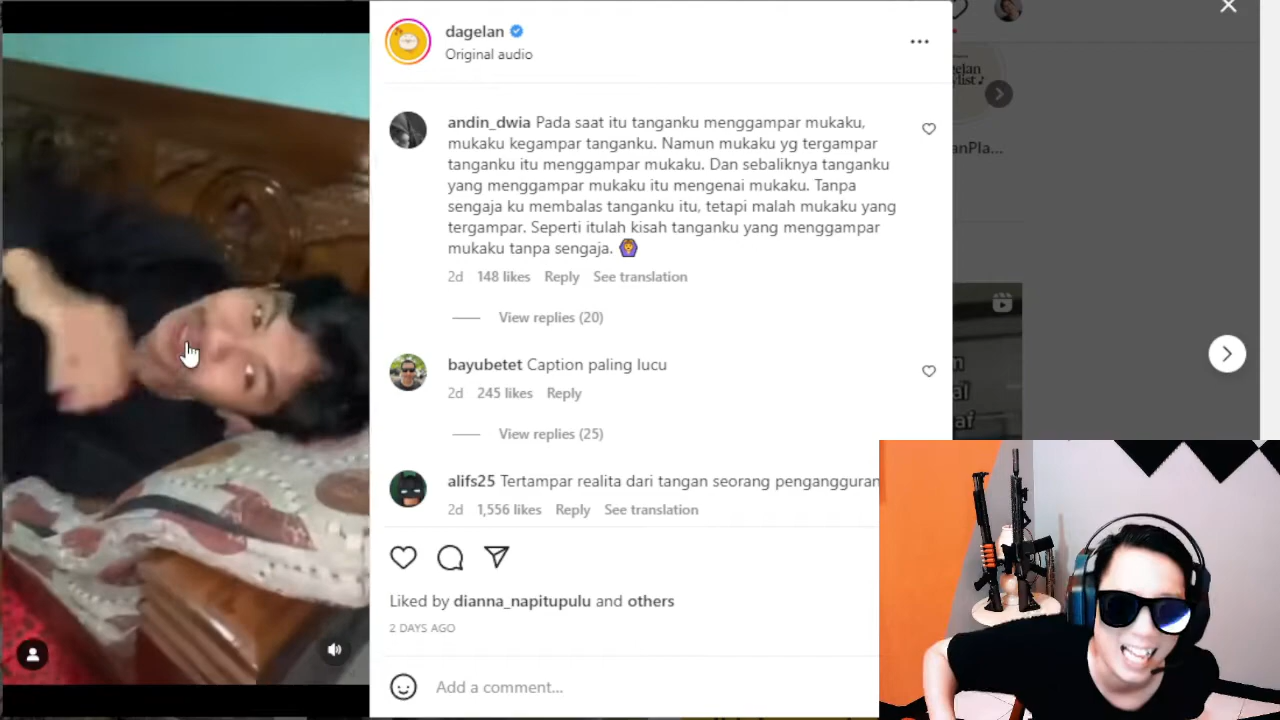 dagelan
Original audio
andin_dwia Pada saat itu tanganku menggampar mukaku,
mukaku kegampar tanganku. Namun mukaku yg tergampar
tanganku itu menggampar mukaku. Dan sebaliknya tanganku
yang menggampar mukaku itu mengenai mukaku. Tanpa
sengaja ku membalas tanganku itu, tetapi malah mukaku yang
tergampar. Seperti itulah kisah tanganku yang menggampar
mukaku tanpa sengaja. 🙆‍♀️
2d 148 likes Reply See translation
View replies (20)
bayubetet Caption paling lucu
2d 245 likes Reply
View replies (25)
alifs25 Tertampar realita dari tangan seorang pengangguran
2d 1,556 likes Reply See translation
Liked by dianna_napitupulu and others
2 DAYS AGO
Add a comment...